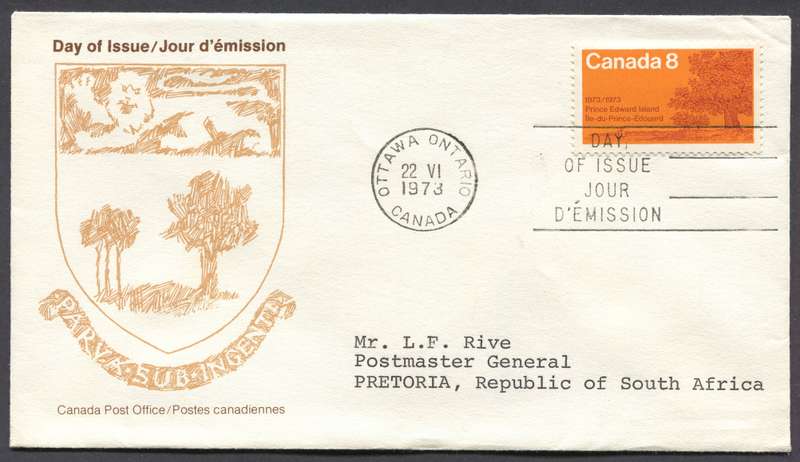 Day of Issue/Jour d'émission
PARVA SUB INGENTI
Canada Post Office/Postes canadiennes
OTTAWA ONTARIO
22 VI
1973
CANADA
Canada 8
1873/1973
Prince Edward Island
Île-du-Prince-Édouard
DAY
OF ISSUE
JOUR
D'ÉMISSION
Mr. L.F. Rive
Postmaster General
PRETORIA, Republic of South Africa